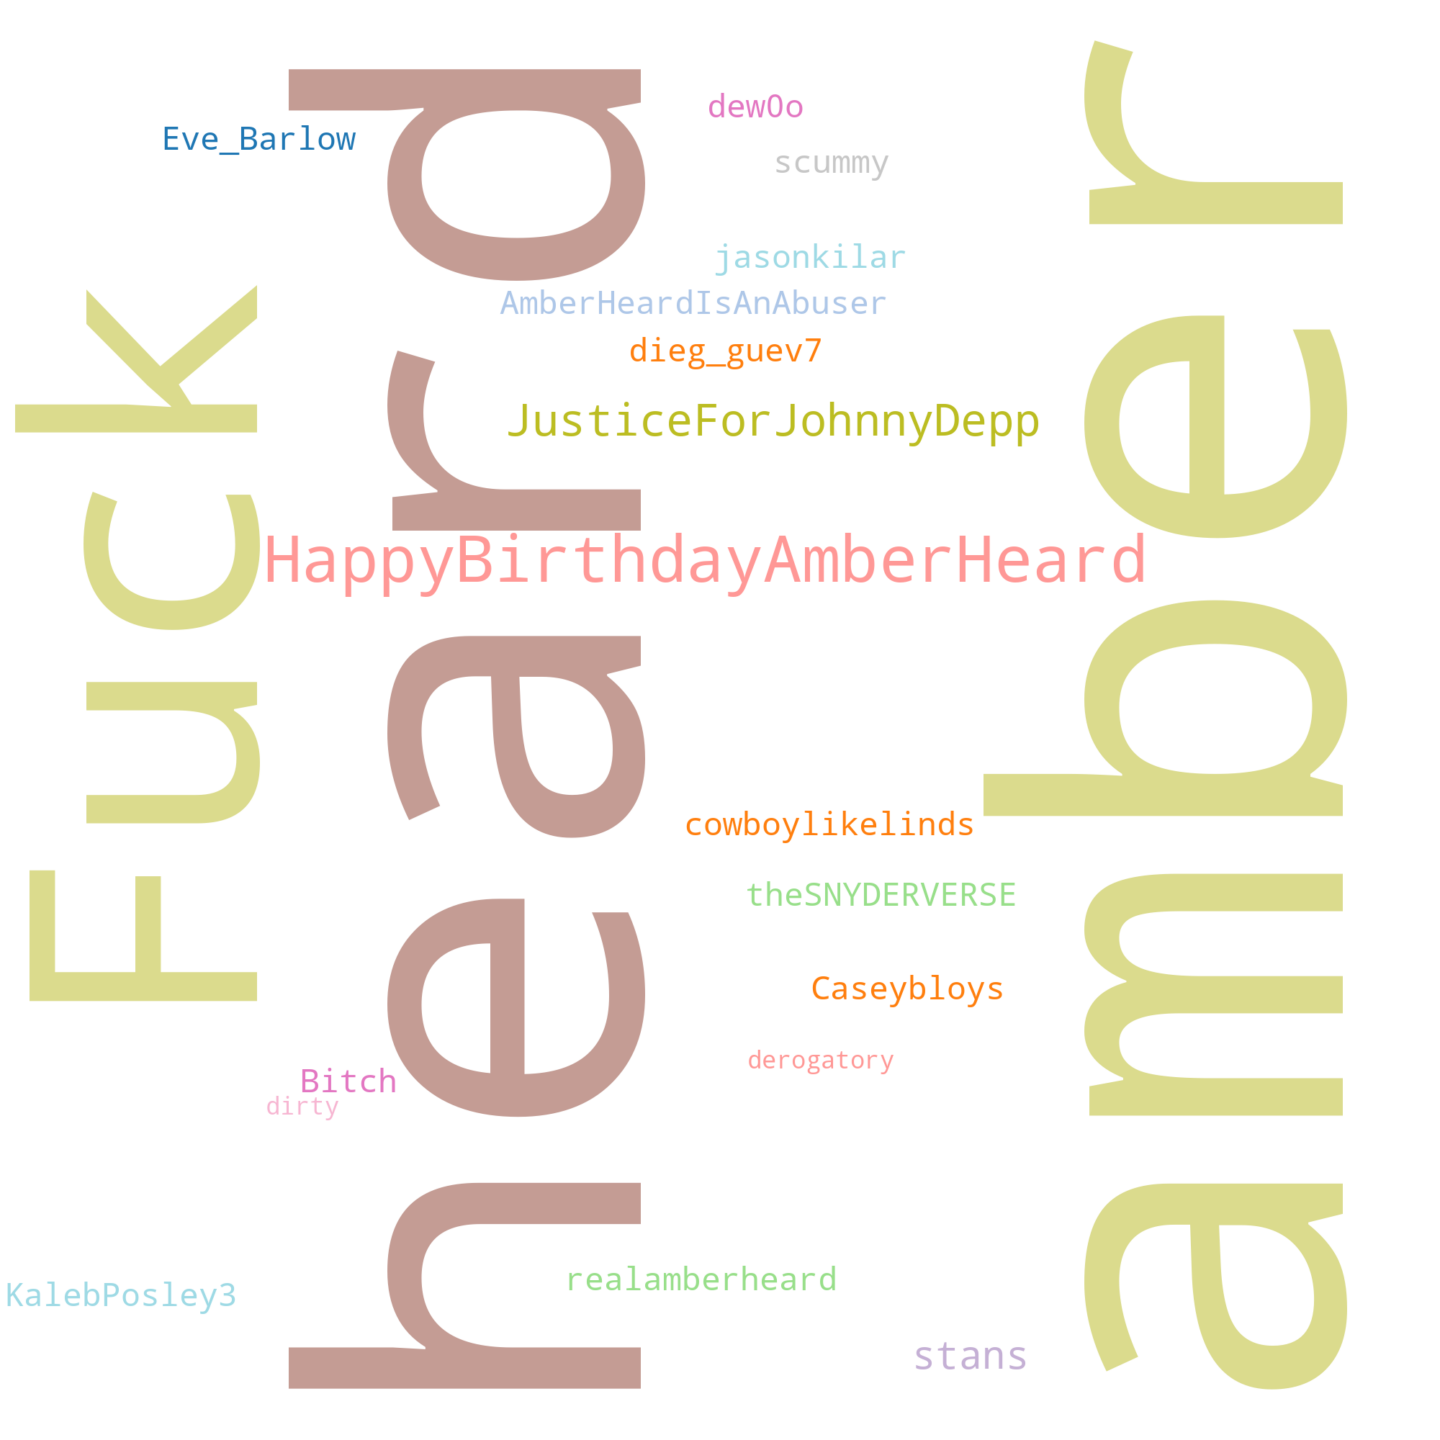 dew0o
Eve_Barlow
scummy
jasonkilar
AmberHeardIsAnAbuser
dieg_guev7
JusticeForJohnnyDepp
HappyBirthdayAmberHeard
Fuck
heard
amber
cowboylikelinds
theSNYDERVERSE
Caseybloys
derogatory
Bitch
dirty
realamberheard
KalebPosley3
stans